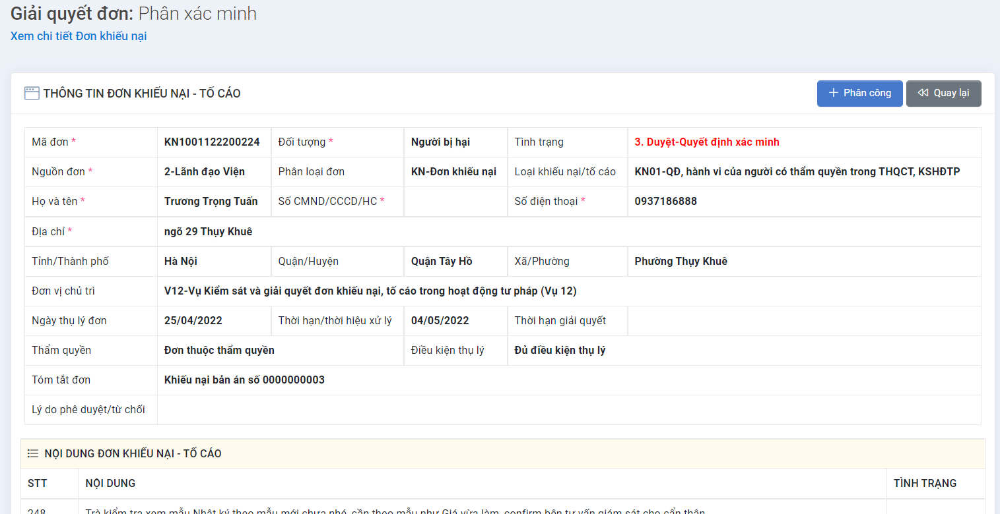 Giải quyết đơn: Phân xác minh
Xem chi tiết Đơn khiếu nại
THÔNG TIN ĐƠN KHIẾU NẠI - TỐ CÁO
Phân công
Quay lại
Mã đơn * KN1001122200224 Đối tượng * Người bị hại Tình trạng 3. Duyệt-Quyết định xác minh
Nguồn đơn * 2-Lãnh đạo Viện Phân loại đơn KN-Đơn khiếu nại Loại khiếu nại/tố cáo KN01-QĐ, hành vi của người có thẩm quyền trong THQCT, KSHĐTP
Họ và tên * Trương Trọng Tuấn Số CMND/CCCD/HC * Số điện thoại * 0937186888
Địa chỉ * ngõ 29 Thụy Khuê
Tỉnh/Thành phố Hà Nội Quận/Huyện Quận Tây Hồ Xã/Phường Phường Thụy Khuê
Đơn vị chủ trì V12-Vụ Kiểm sát và giải quyết đơn khiếu nại, tố cáo trong hoạt động tư pháp (Vụ 12)
Ngày thụ lý đơn 25/04/2022 Thời hạn/thời hiệu xử lý 04/05/2022 Thời hạn giải quyết
Thẩm quyền Đơn thuộc thẩm quyền Điều kiện thụ lý Đủ điều kiện thụ lý
Tóm tắt đơn Khiếu nại bản án số 0000000003
Lý do phê duyệt/từ chối
NỘI DUNG ĐƠN KHIẾU NẠI - TỐ CÁO
STT NỘI DUNG TÌNH TRẠNG
248 Trà kiểm tra xem mẫu Nhật ký theo mẫu mới chưa nhé, cần theo mẫu như Giá vừa làm, confirm bên tư vấn giám sát cho cẩn thận